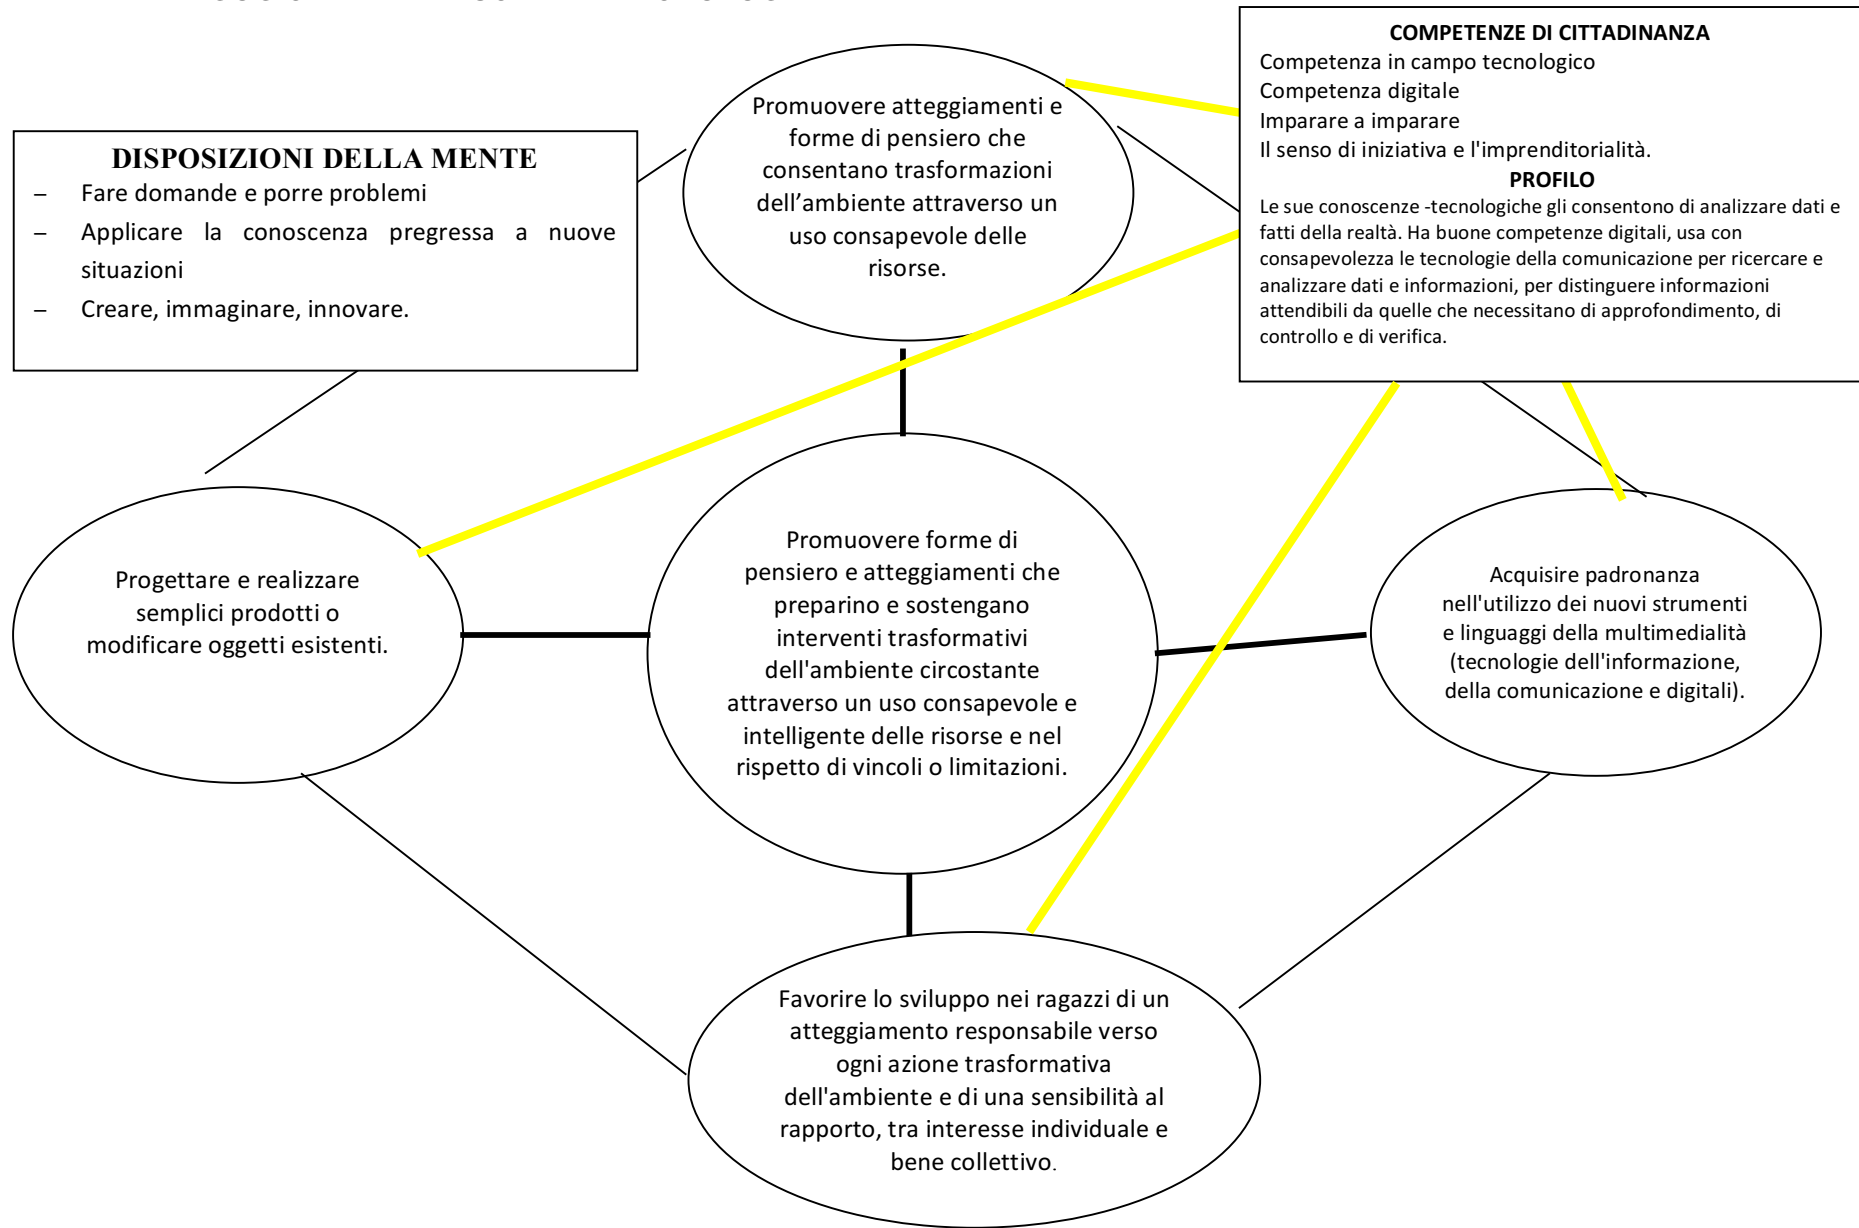 COMPETENZE DI CITTADINANZA
Competenza in campo tecnologico
Competenza digitale
Imparare a imparare
Il senso di iniziativa e l'imprenditorialità.
PROFILO
Le sue conoscenze -tecnologiche gli consentono di analizzare dati e
fatti della realtà. Ha buone competenze digitali, usa con
consapevolezza le tecnologie della comunicazione per ricercare e
analizzare dati e informazioni, per distinguere informazioni
attendibili da quelle che necessitano di approfondimento, di
controllo e di verifica.
Promuovere atteggiamenti e
forme di pensiero che
consentano trasformazioni
dell’ambiente attraverso un
uso consapevole delle
risorse.
DISPOSIZIONI DELLA MENTE
– Fare domande e porre problemi
– Applicare la conoscenza pregressa a nuove
situazioni
– Creare, immaginare, innovare.
Progettare e realizzare
semplici prodotti o
modificare oggetti esistenti.
Promuovere forme di
pensiero e atteggiamenti che
preparino e sostengano
interventi trasformativi
dell'ambiente circostante
attraverso un uso consapevole e
intelligente delle risorse e nel
rispetto di vincoli o limitazioni.
Acquisire padronanza
nell'utilizzo dei nuovi strumenti
e linguaggi della multimedialità
(tecnologie dell'informazione,
della comunicazione e digitali).
Favorire lo sviluppo nei ragazzi di un
atteggiamento responsabile verso
ogni azione trasformativa
dell'ambiente e di una sensibilità al
rapporto, tra interesse individuale e
bene collettivo.